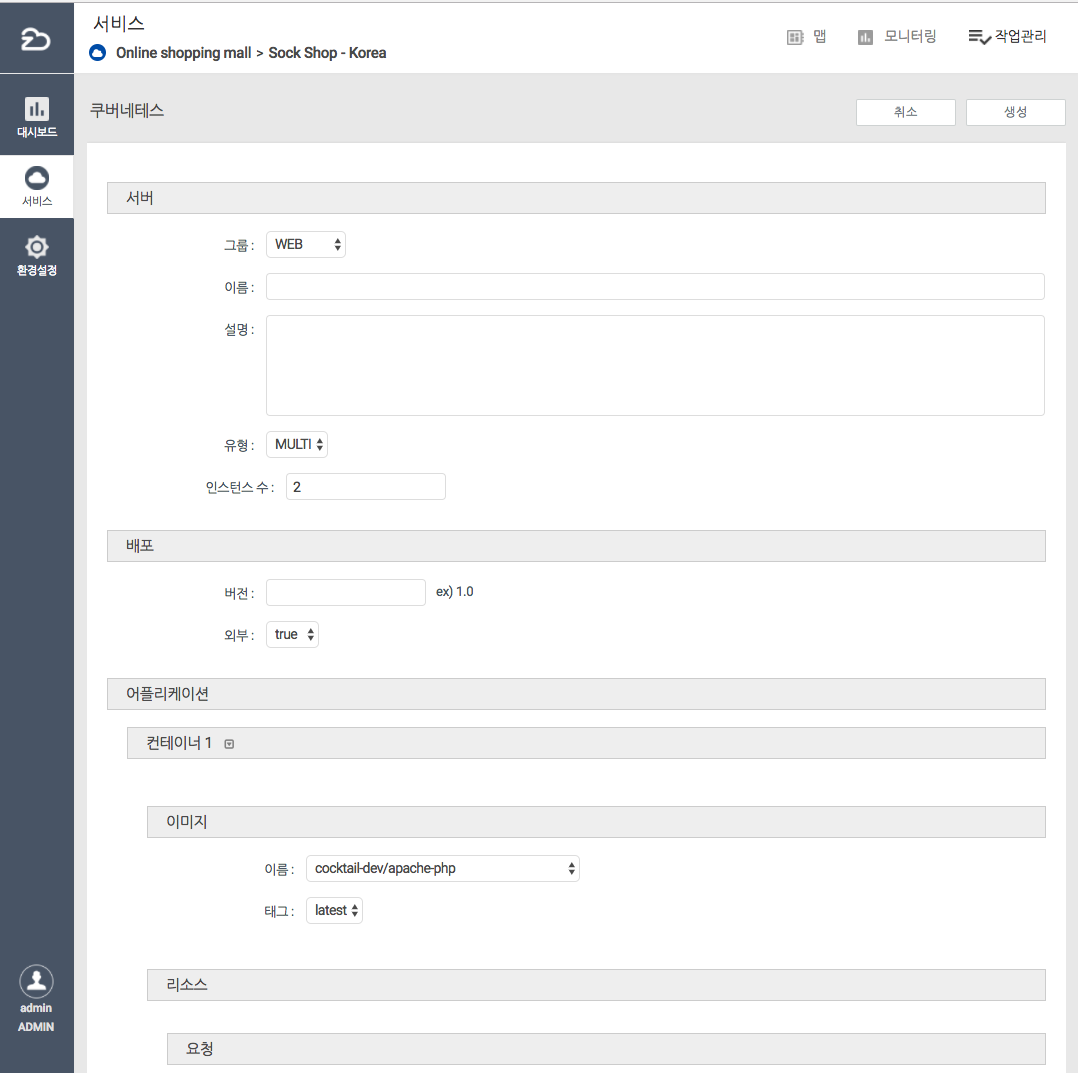 서비스
Online shopping mall > Sock Shop - Korea
맵
모니터링
작업관리
대시보드
서비스
환경설정
admin
ADMIN
쿠버네테스
취소
생성
서버
그룹 : WEB
이름 :
설명 :
유형 : MULTI
인스턴스 수 : 2
배포
버전 : ex) 1.0
외부 : true
어플리케이션
컨테이너 1
이미지
이름 : cocktail-dev/apache-php
태그 : latest
리소스
요청